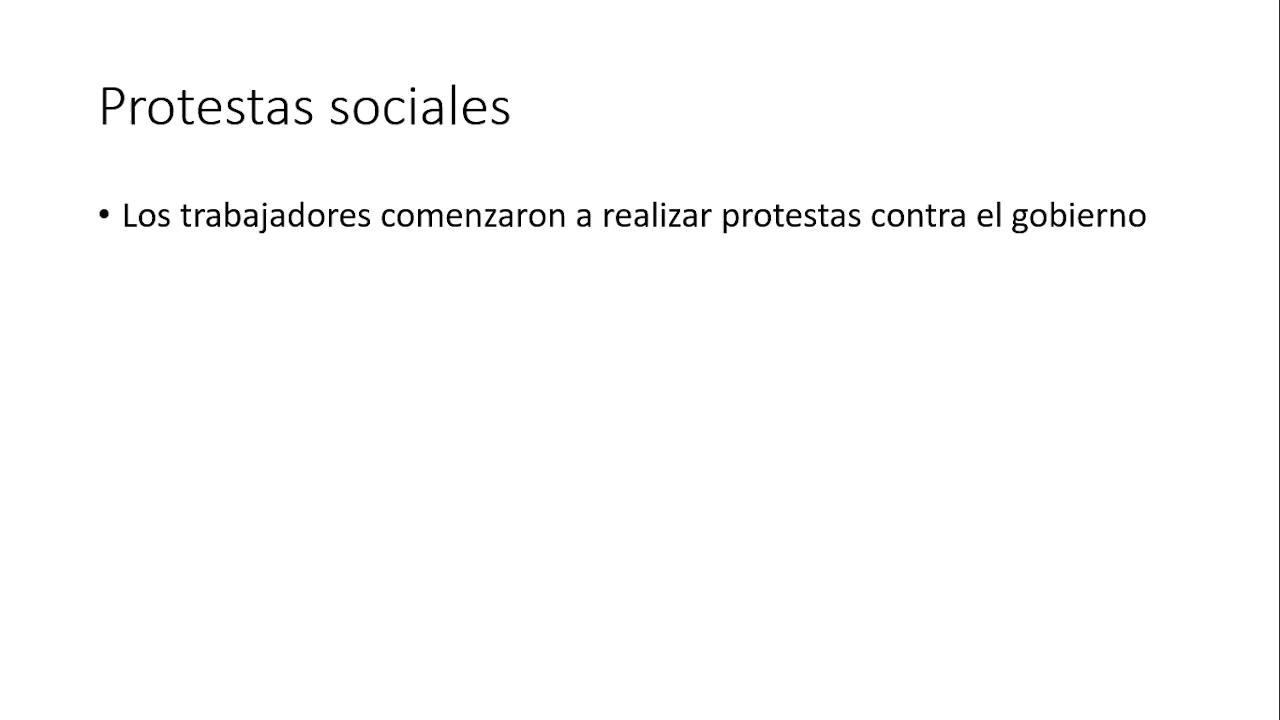 Protestas sociales
• Los trabajadores comenzaron a realizar protestas contra el gobierno